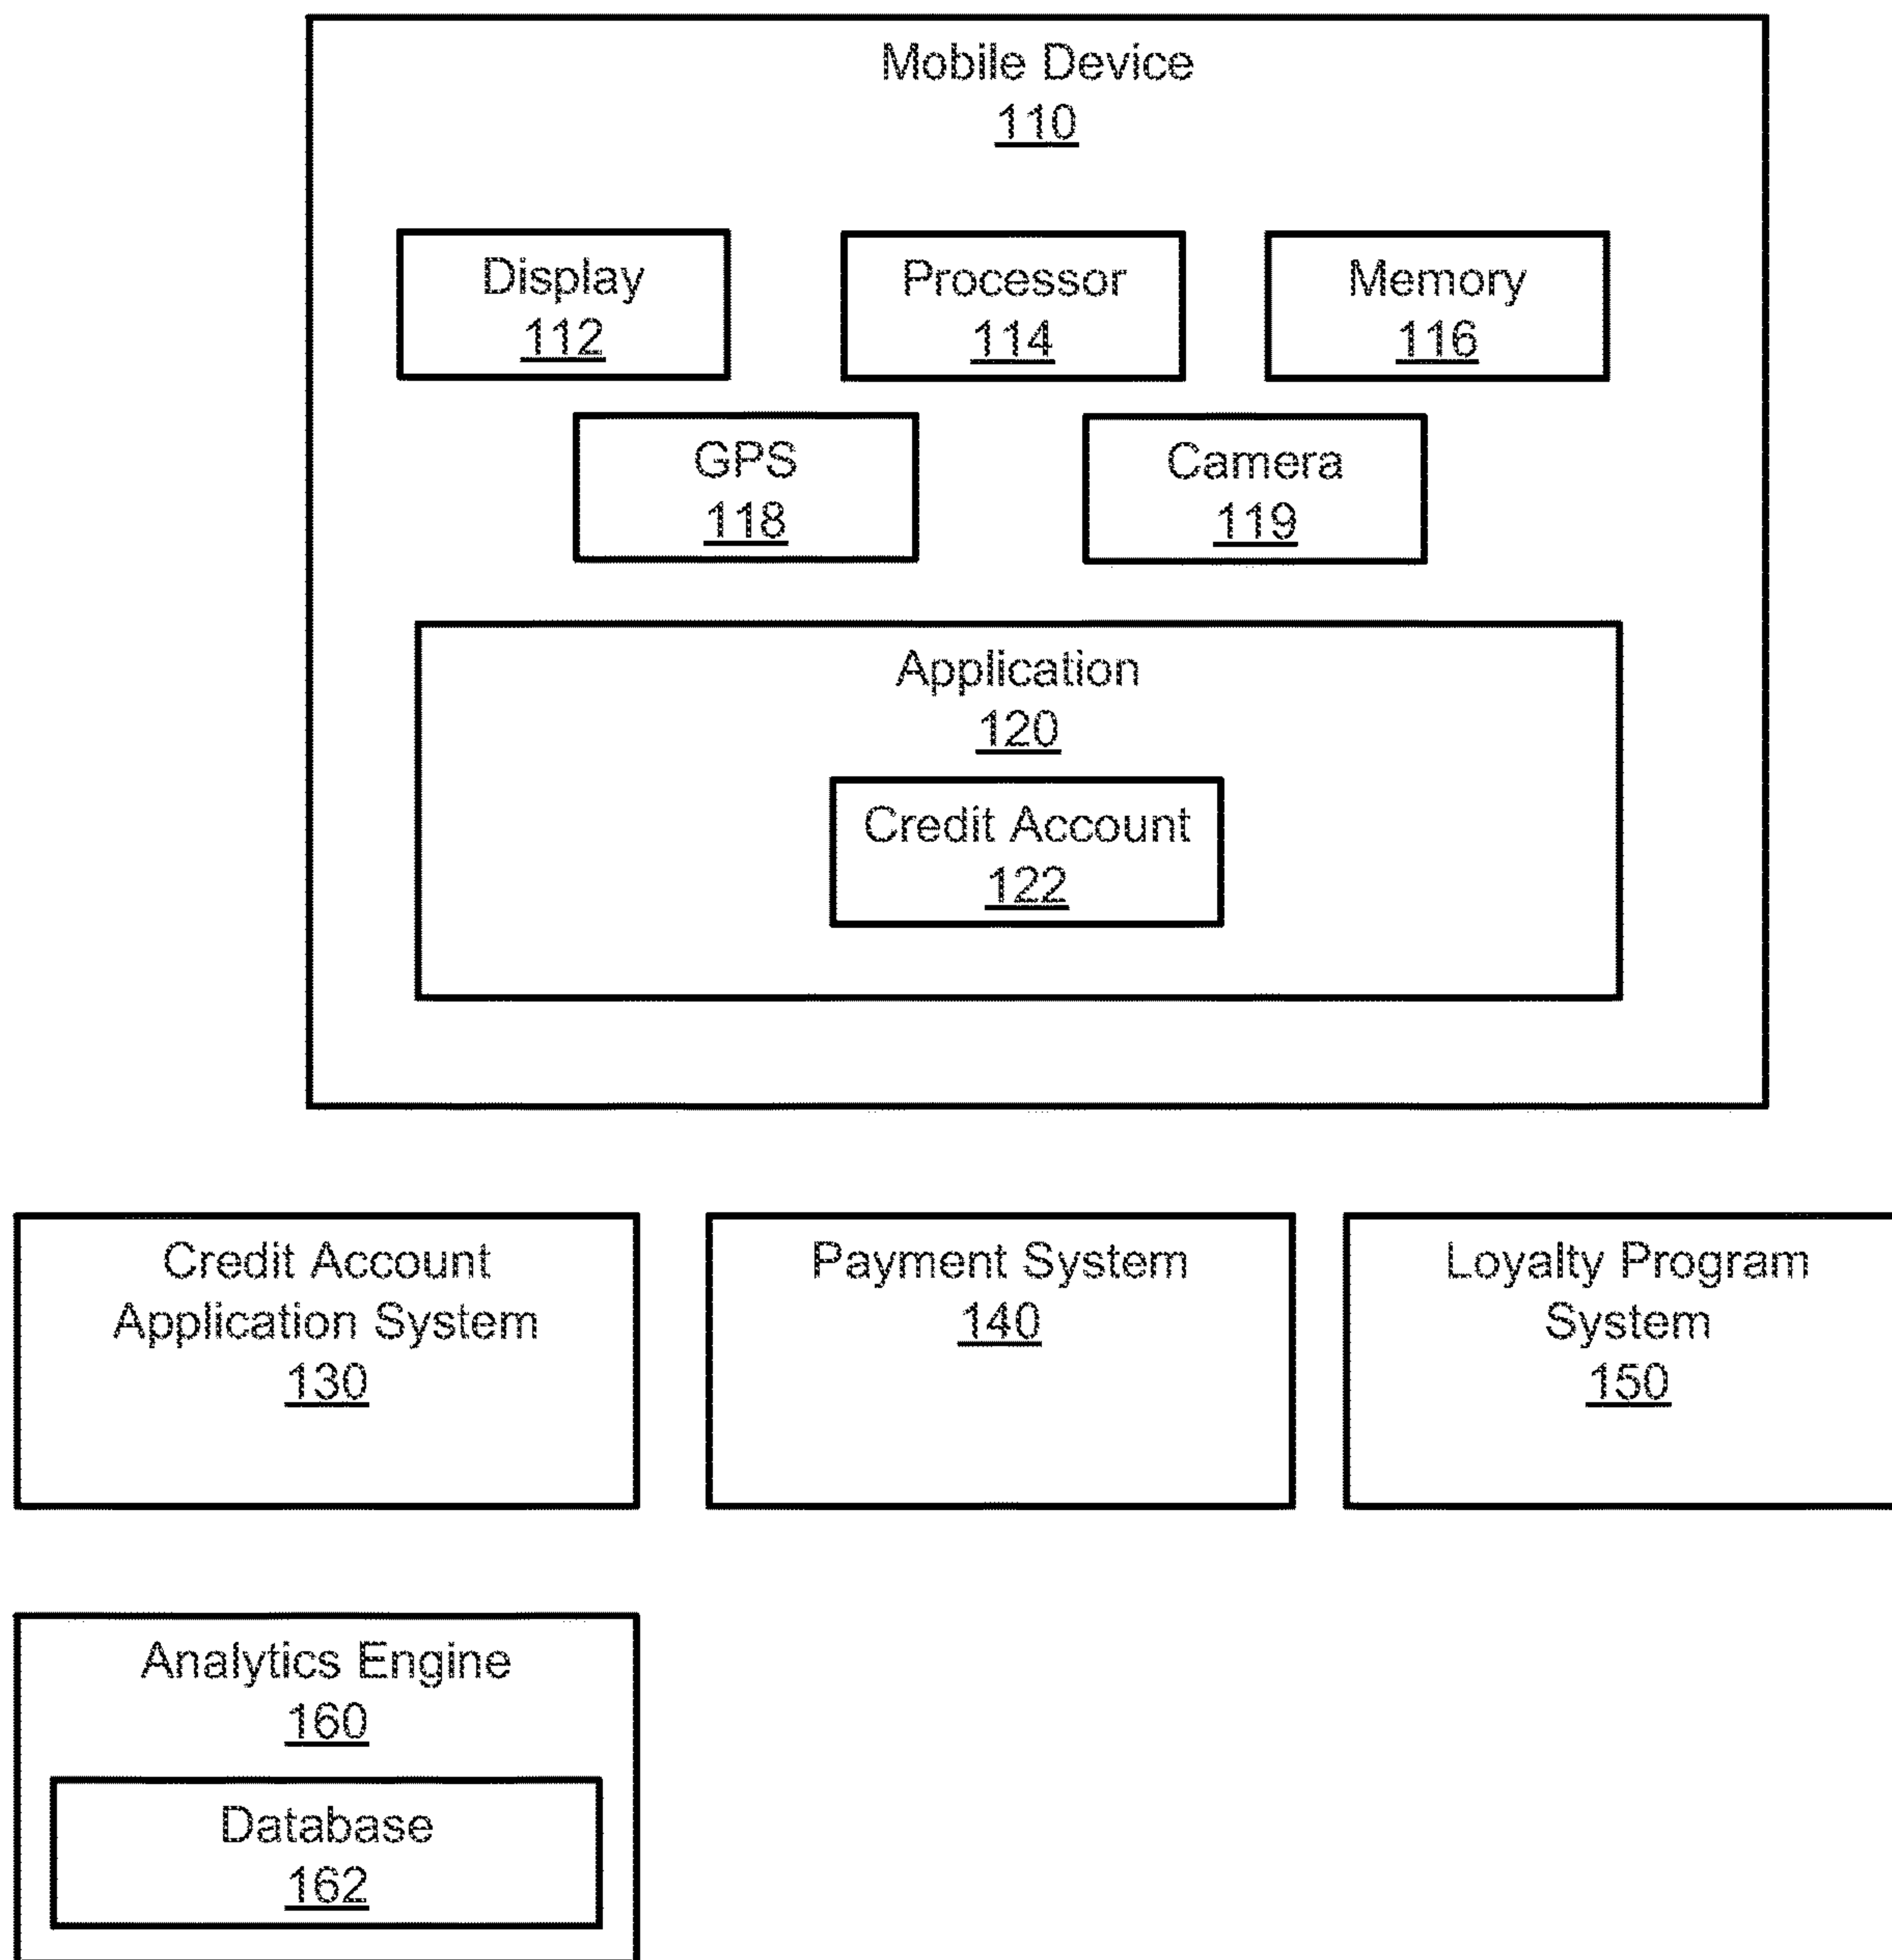 Mobile Device
110
Display
112
Processor
114
Memory
116
GPS
118
Camera
119
Application
120
Credit Account
122
Credit Account
Application System
130
Payment System
140
Loyalty Program
System
150
Analytics Engine
160
Database
162